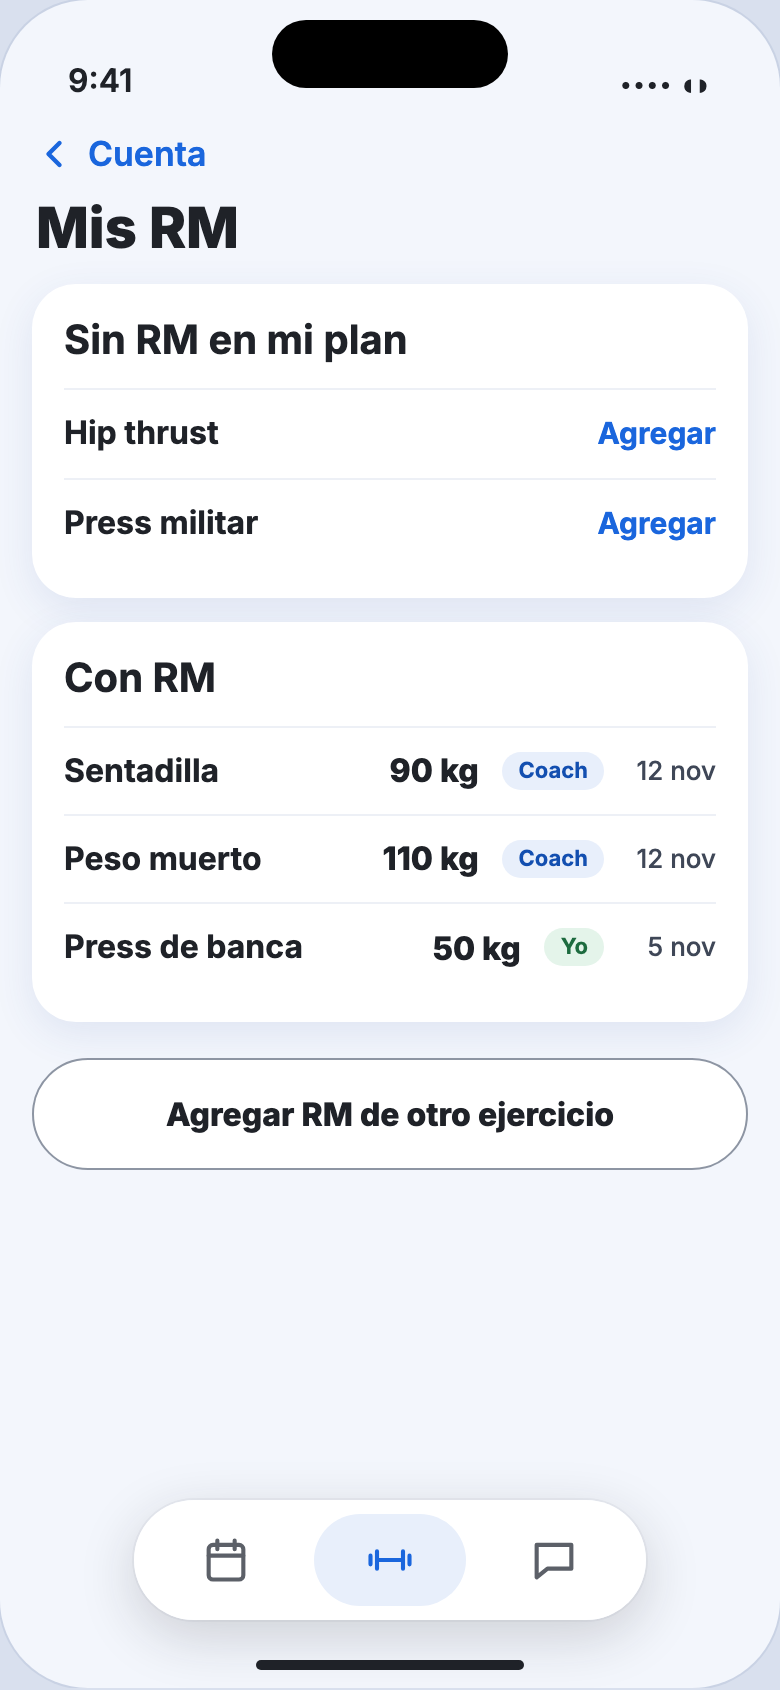 9:41
Cuenta
Mis RM
Sin RM en mi plan
Hip thrust Agregar
Press militar Agregar
Con RM
Sentadilla 90 kg Coach 12 nov
Peso muerto 110 kg Coach 12 nov
Press de banca 50 kg Yo 5 nov
Agregar RM de otro ejercicio